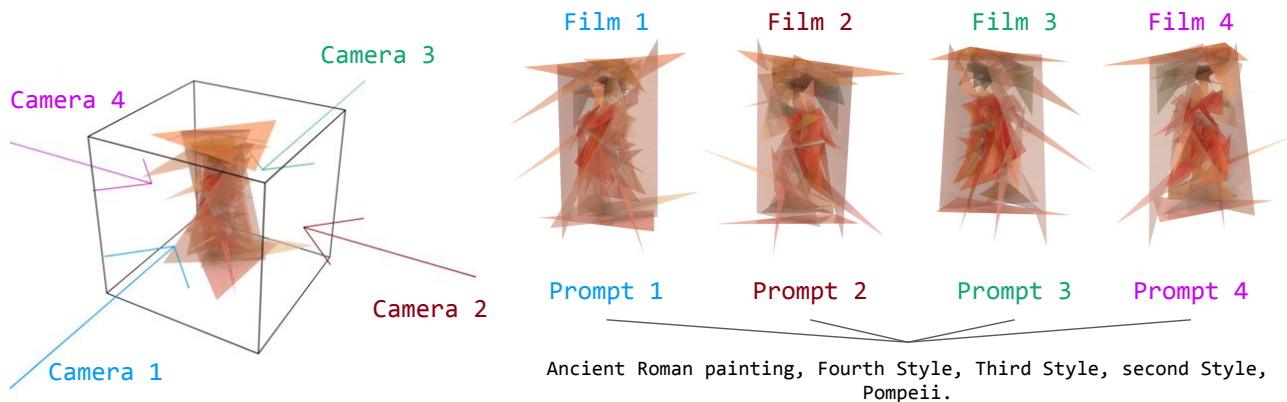 Film 1 Film 2 Film 3 Film 4
Camera 3
Camera 4
Camera 2
Camera 1
Prompt 1 Prompt 2 Prompt 3 Prompt 4
Ancient Roman painting, Fourth Style, Third Style, second Style,
Pompeii.